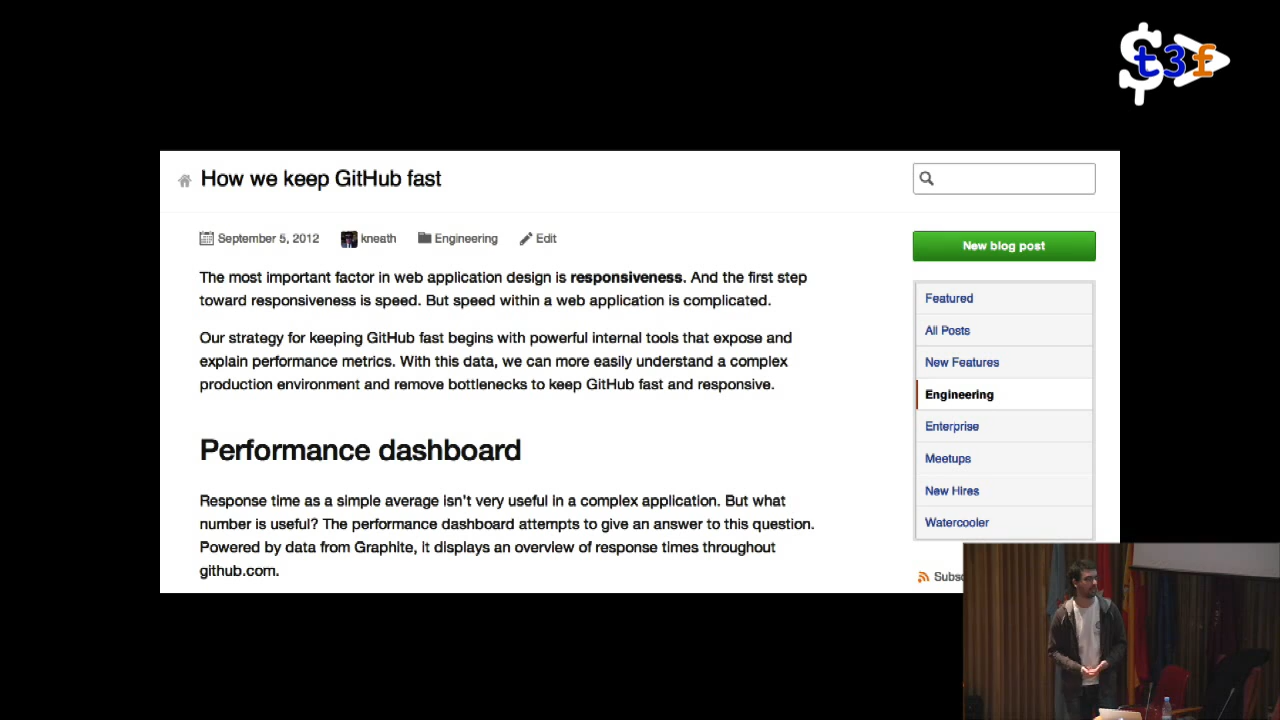 $t3f
How we keep GitHub fast
September 5, 2012 kneath Engineering Edit
The most important factor in web application design is responsiveness. And the first step
toward responsiveness is speed. But speed within a web application is complicated.
Our strategy for keeping GitHub fast begins with powerful internal tools that expose and
explain performance metrics. With this data, we can more easily understand a complex
production environment and remove bottlenecks to keep GitHub fast and responsive.
Performance dashboard
Response time as a simple average isn't very useful in a complex application. But what
number is useful? The performance dashboard attempts to give an answer to this question.
Powered by data from Graphite, it displays an overview of response times throughout
github.com.
New blog post
Featured
All Posts
New Features
Engineering
Enterprise
Meetups
New Hires
Watercooler
Subsc